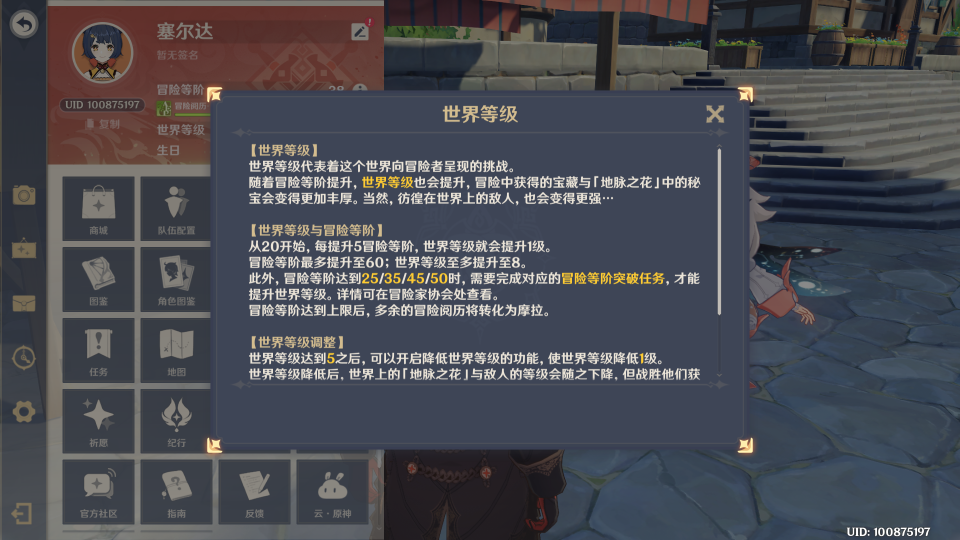 塞尔达
暂无签名
冒险等阶
UID 100875197
冒险阅历
复制
世界等级
生日
商城
队伍配置
图鉴
角色图鉴
任务
地图
祈愿
纪行
官方社区
指南
反馈
云·原神
世界等级
【世界等级】
世界等级代表着这个世界向冒险者呈现的挑战。
随着冒险等阶提升，世界等级也会提升，冒险中获得的宝藏与「地脉之花」中的秘
宝会变得更加丰厚。当然，彷徨在世界上的敌人，也会变得更强…
【世界等级与冒险等阶】
从20开始，每提升5冒险等阶，世界等级就会提升1级。
冒险等阶最多提升至60；世界等级至多提升至8。
此外，冒险等阶达到25/35/45/50时，需要完成对应的冒险等阶突破任务，才能
提升世界等级。详情可在冒险家协会处查看。
冒险等阶达到上限后，多余的冒险阅历将转化为摩拉。
【世界等级调整】
世界等级达到5之后，可以开启降低世界等级的功能，使世界等级降低1级。
世界等级降低后，世界上的「地脉之花」与敌人的等级会随之下降，但战胜他们获
UID: 100875197